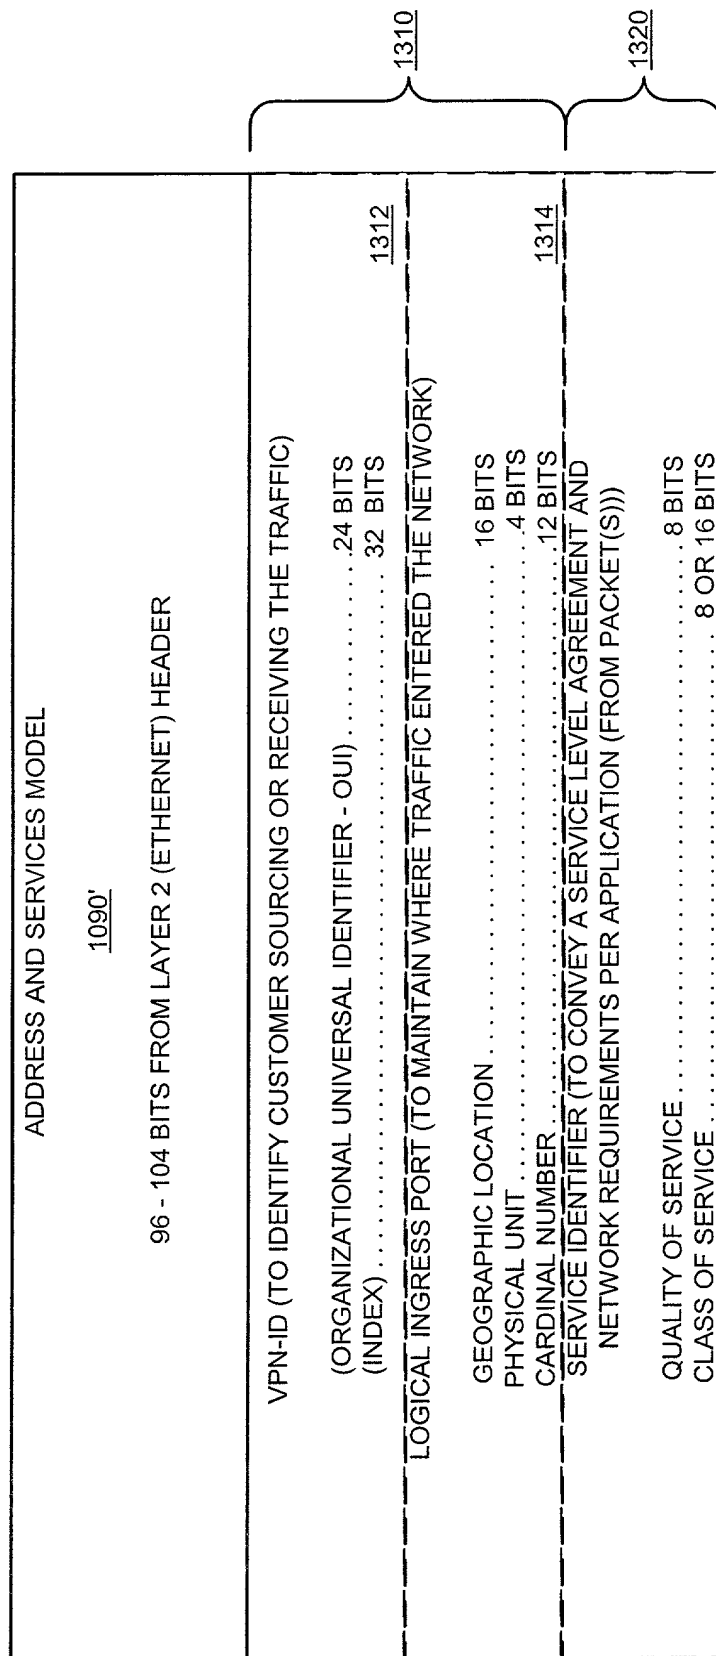 ADDRESS AND SERVICES MODEL
1090'
96 - 104 BITS FROM LAYER 2 (ETHERNET) HEADER
VPN-ID (TO IDENTIFY CUSTOMER SOURCING OR RECEIVING THE TRAFFIC)
(ORGANIZATIONAL UNIVERSAL IDENTIFIER - OUI) .................... 24 BITS
(INDEX) .................... 32 BITS
1312
LOGICAL INGRESS PORT (TO MAINTAIN WHERE TRAFFIC ENTERED THE NETWORK)
GEOGRAPHIC LOCATION .................... 16 BITS
PHYSICAL UNIT .................... 4 BITS
CARDINAL NUMBER .................... 12 BITS
1314
1310
SERVICE IDENTIFIER (TO CONVEY A SERVICE LEVEL AGREEMENT AND
NETWORK REQUIREMENTS PER APPLICATION (FROM PACKET(S)))
QUALITY OF SERVICE .................... 8 BITS
CLASS OF SERVICE .................... 8 OR 16 BITS
1320